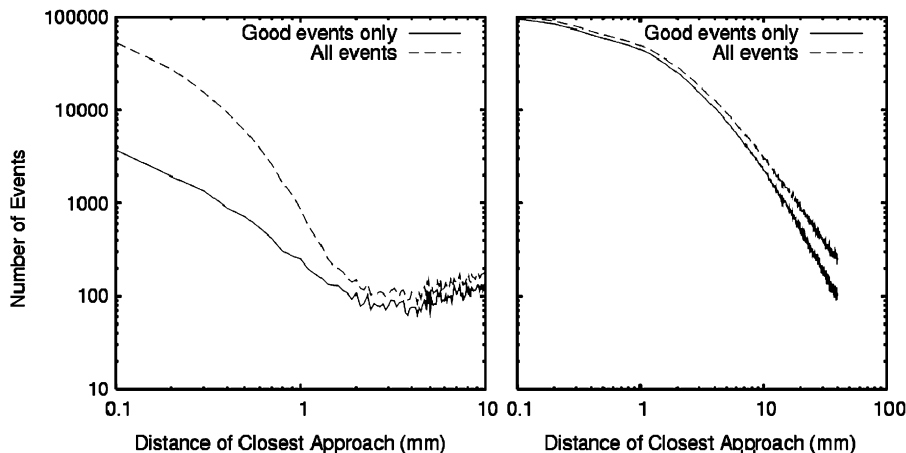 Good events only
All events
Good events only
All events
100000
10000
1000
100
10
0.1
1
10
0.1
1
10
100
Number of Events
Distance of Closest Approach (mm)
Distance of Closest Approach (mm)